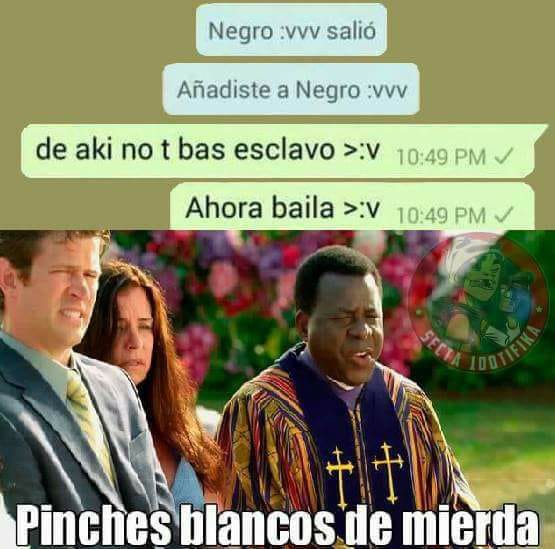 Negro :vvv salió
Añadiste a Negro :vvv
de aki no t bas esclavo >:v 10:49 PM ✓
Ahora baila >:v 10:49 PM ✓
SECTA 100TIFIKA
Pinches blancos de mierda